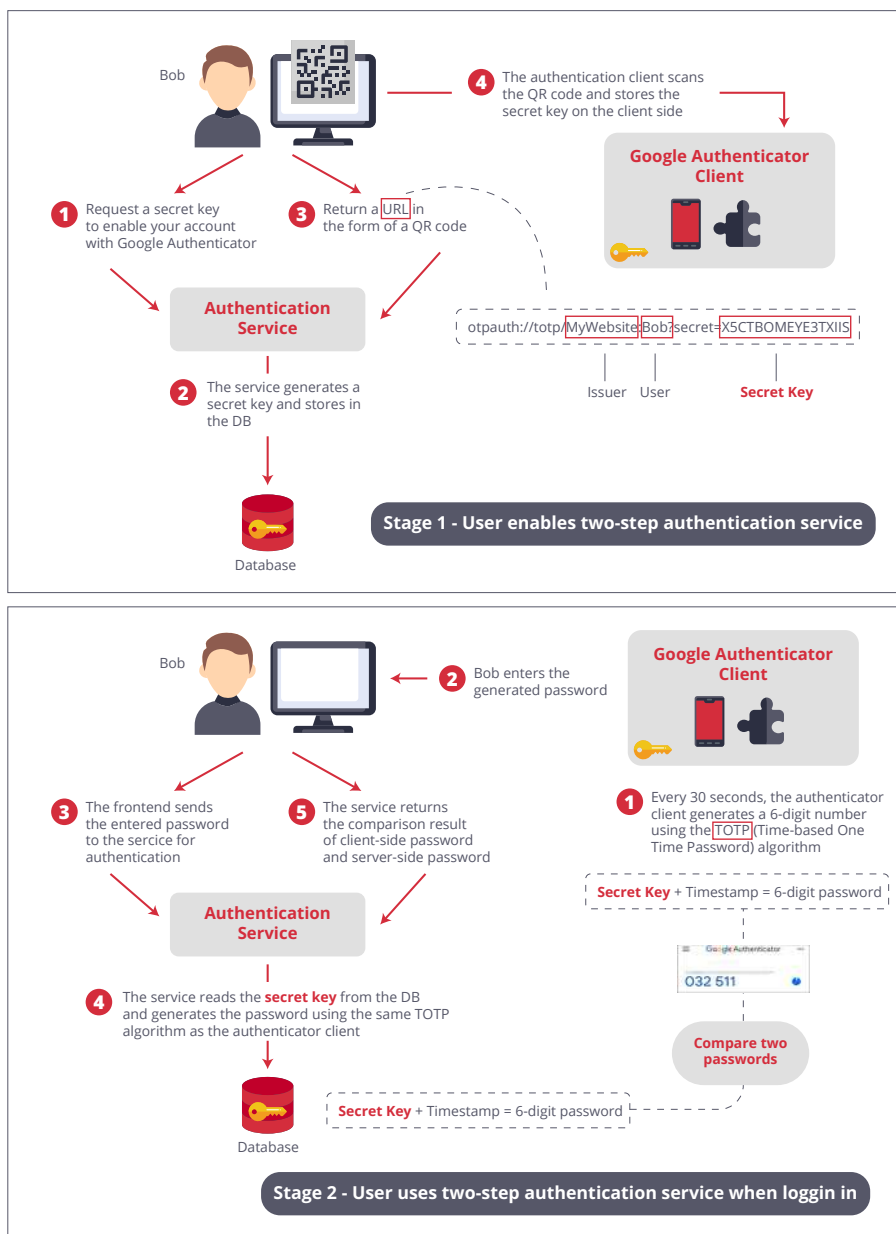 Bob
4
The authentication client scans
the QR code and stores the
secret key on the client side
Google Authenticator
Client
1
Request a secret key
to enable your account
with Google Authenticator
3
Return a URL in
the form of a QR code
Authentication
Service
otpauth://totp/MyWebsite:Bob?secret=X5CTBOMEYE3TXIIS
Issuer
User
Secret Key
2
The service generates a
secret key and stores in
the DB
Database
Stage 1 - User enables two-step authentication service
Bob
2
Bob enters the
generated password
Google Authenticator
Client
3
The frontend sends
the entered password
to the sercice for
authentication
5
The service returns
the comparison result
of client-side password
and server-side password
1
Every 30 seconds, the authenticator
client generates a 6-digit number
using the TOTP (Time-based One
Time Password) algorithm
Secret Key + Timestamp = 6-digit password
Google Authenticator
032 511
Authentication
Service
4
The service reads the secret key from the DB
and generates the password using the same TOTP
algorithm as the authenticator client
Compare two
passwords
Secret Key + Timestamp = 6-digit password
Database
Stage 2 - User uses two-step authentication service when loggin in